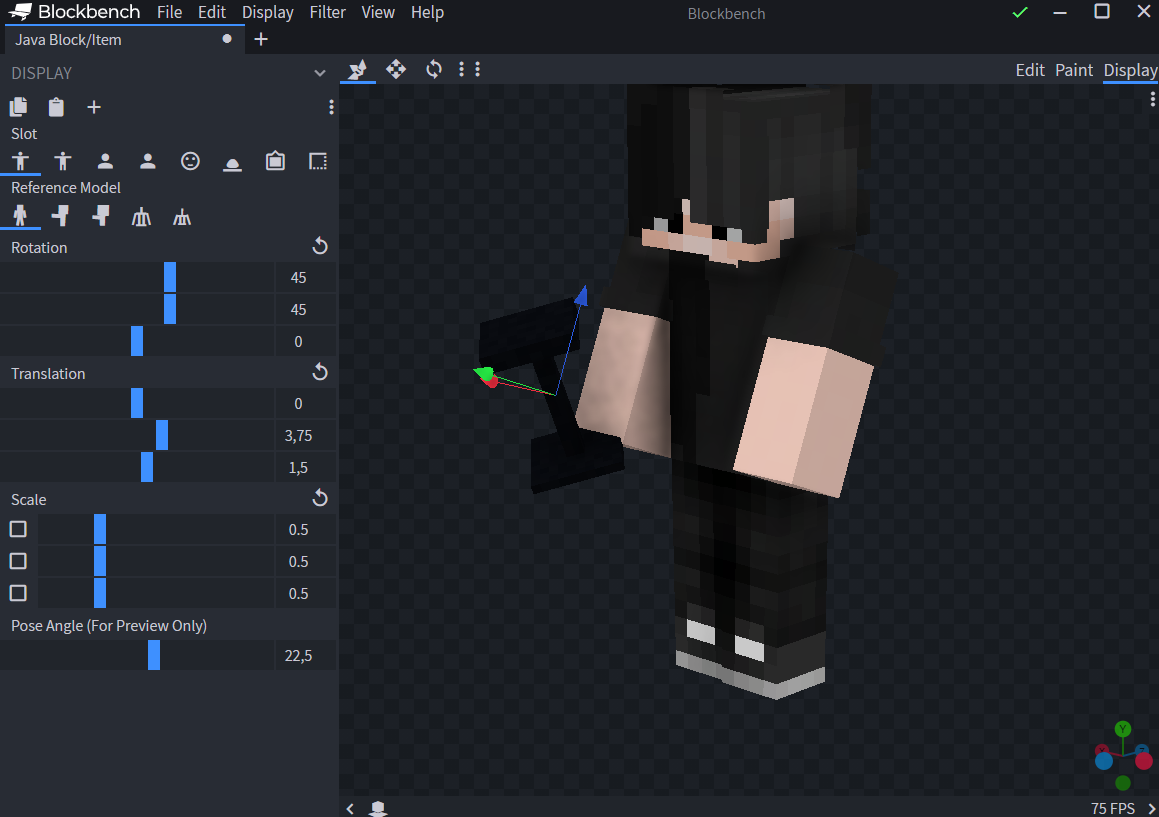 Blockbench File Edit Display Filter View Help Blockbench
Java Block/Item
DISPLAY
Edit Paint Display
Slot
Reference Model
Rotation
45
45
0
Translation
0
3,75
1,5
Scale
0.5
0.5
0.5
Pose Angle (For Preview Only)
22,5
Y
75 FPS